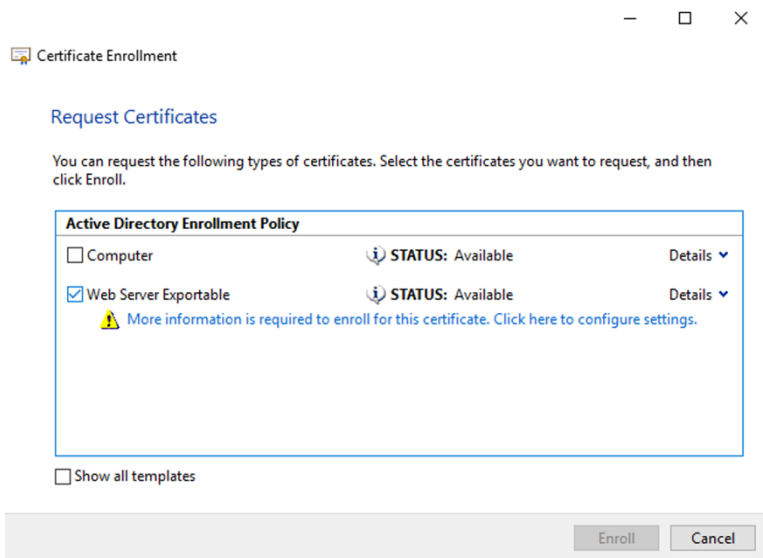 Certificate Enrollment
Request Certificates
You can request the following types of certificates. Select the certificates you want to request, and then
click Enroll.
Active Directory Enrollment Policy
Computer STATUS: Available Details
Web Server Exportable STATUS: Available Details
More information is required to enroll for this certificate. Click here to configure settings.
Show all templates
Enroll Cancel